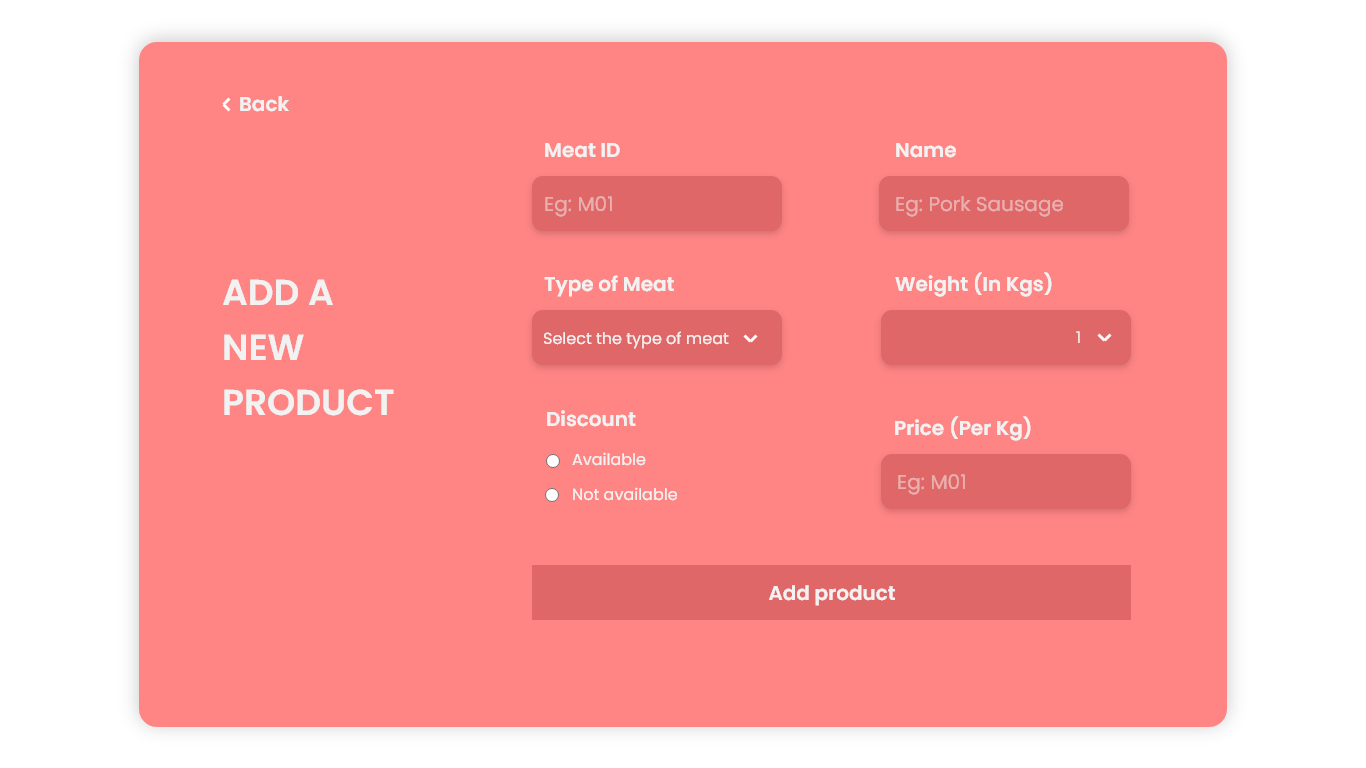 Back
Meat ID
Name
Eg: M01
Eg: Pork Sausage
ADD A
NEW
PRODUCT
Type of Meat
Weight (In Kgs)
Select the type of meat
1
Discount
Available
Not available
Price (Per Kg)
Eg: M01
Add product